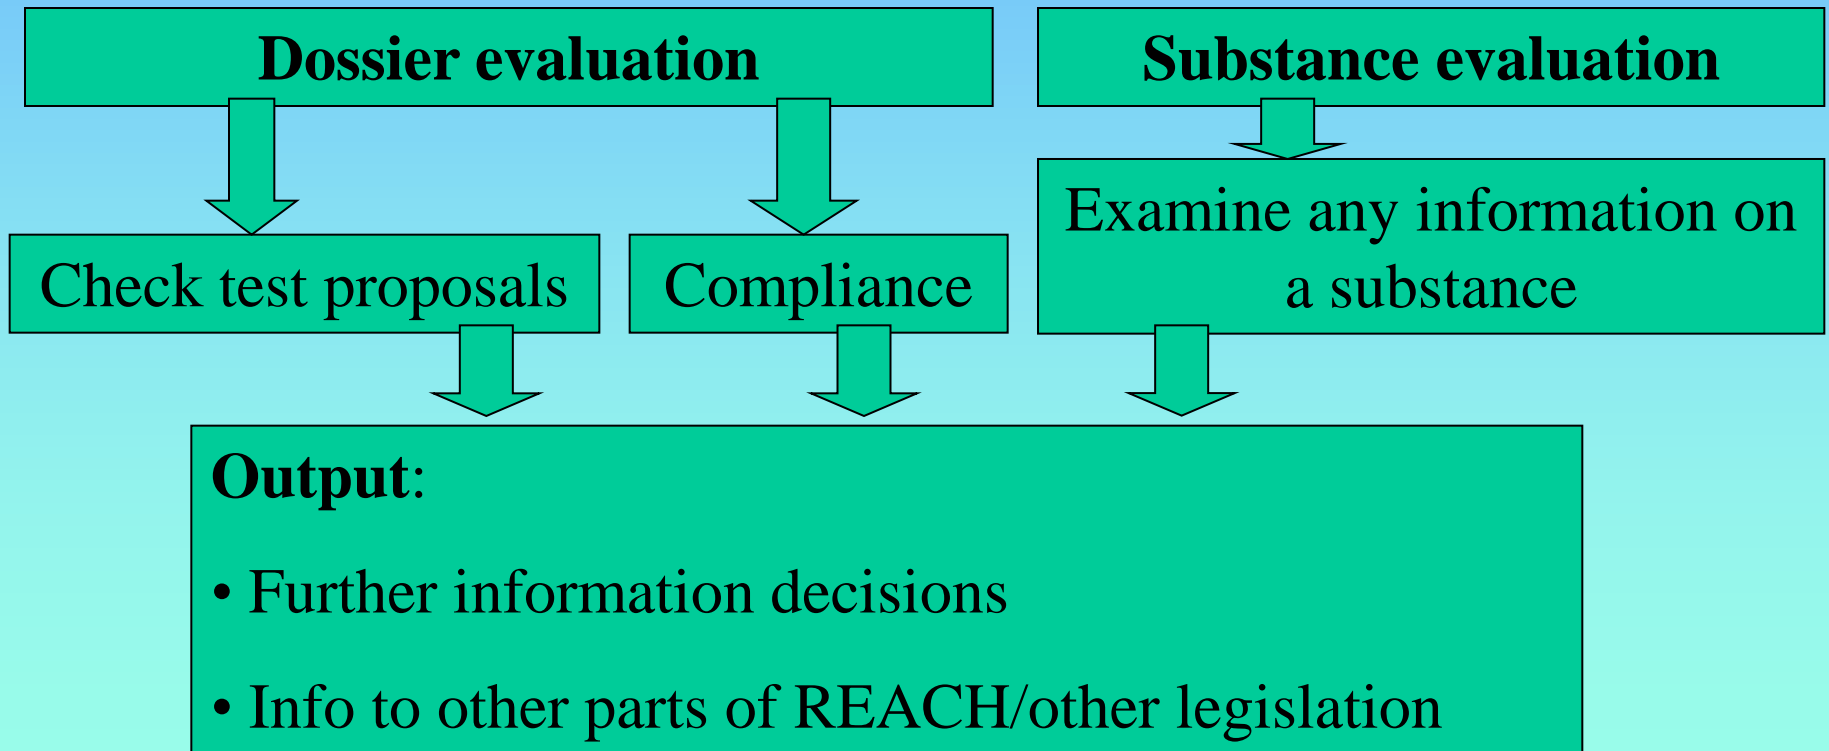 Dossier evaluation
Substance evaluation
Check test proposals
Compliance
Examine any information on
a substance
Output:
• Further information decisions
• Info to other parts of REACH/other legislation